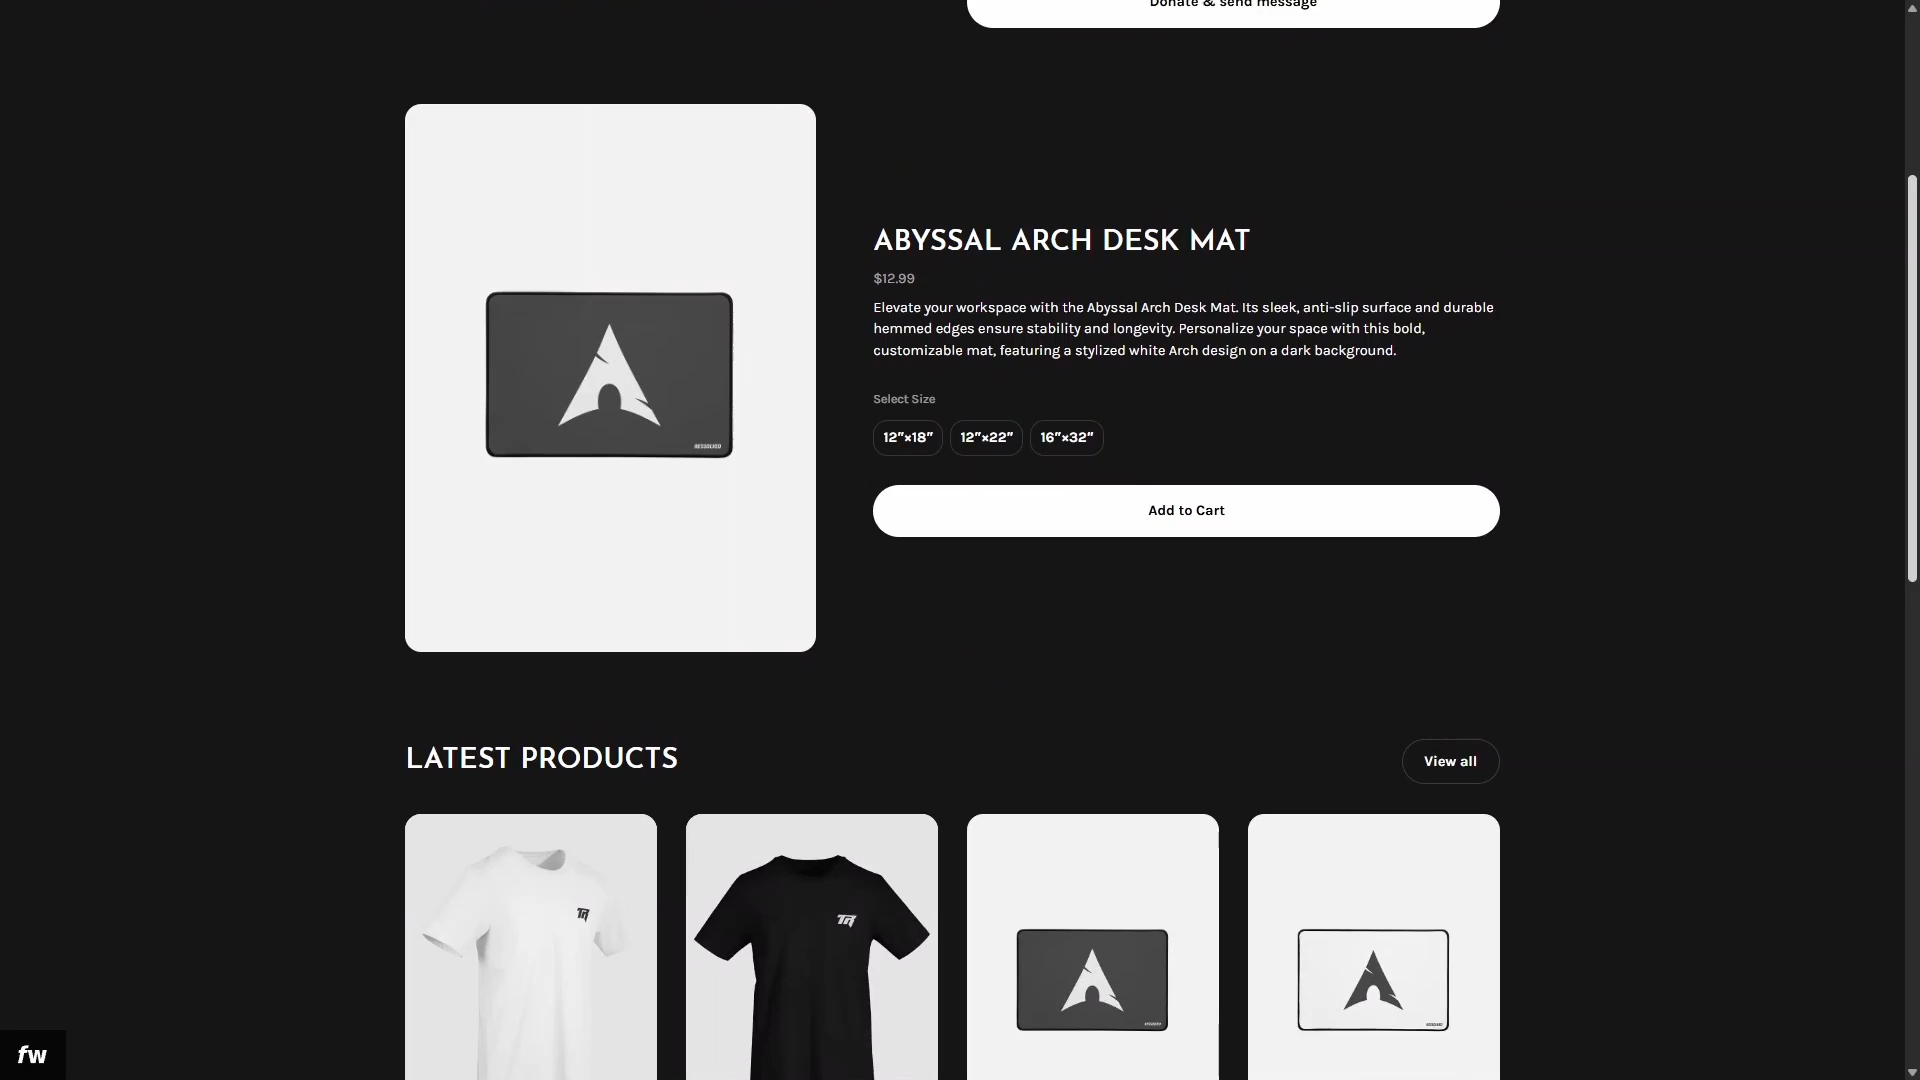 Donate & send message
ABYSSAL ARCH DESK MAT
$12.99
Elevate your workspace with the Abyssal Arch Desk Mat. Its sleek, anti-slip surface and durable
hemmed edges ensure stability and longevity. Personalize your space with this bold,
customizable mat, featuring a stylized white Arch design on a dark background.
Select Size
12″×18″ 12″×22″ 16″×32″
Add to Cart
LATEST PRODUCTS
View all
TR
TR
fw